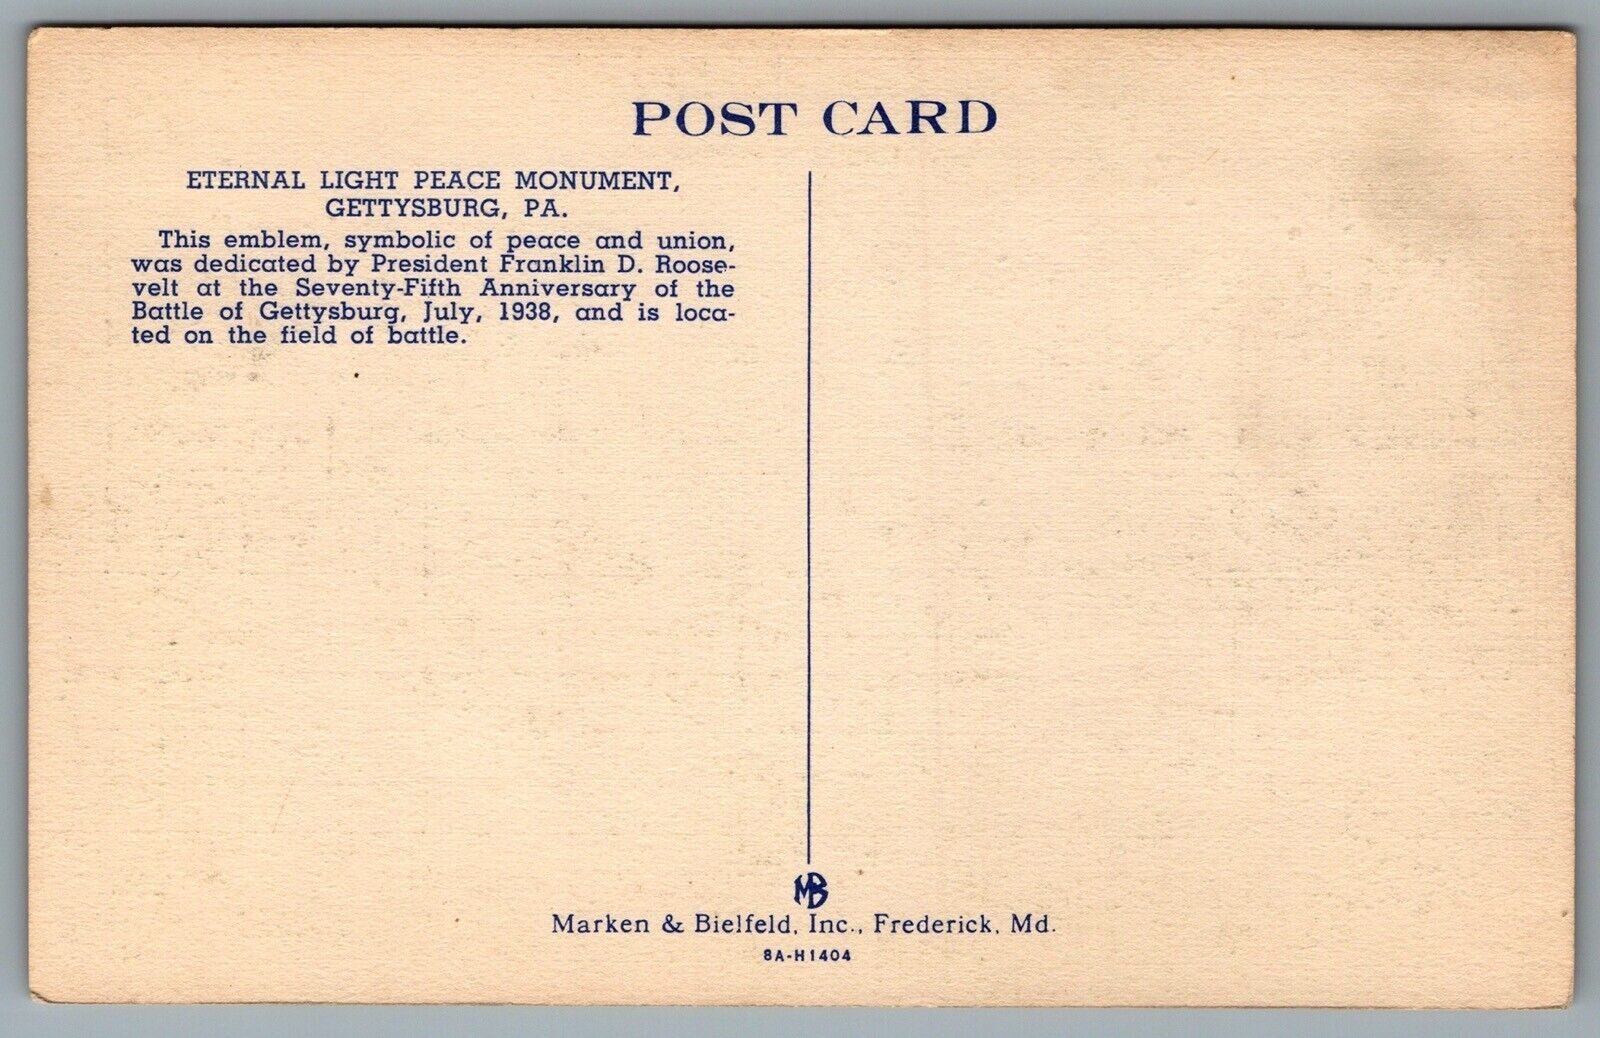 POST CARD
ETERNAL LIGHT PEACE MONUMENT,
GETTYSBURG, PA.
This emblem, symbolic of peace and union,
was dedicated by President Franklin D. Roose-
velt at the Seventy-Fifth Anniversary of the
Battle of Gettysburg, July, 1938, and is loca-
ted on the field of battle.
MB
Marken & Bielfeld, Inc., Frederick, Md.
8A-H1404